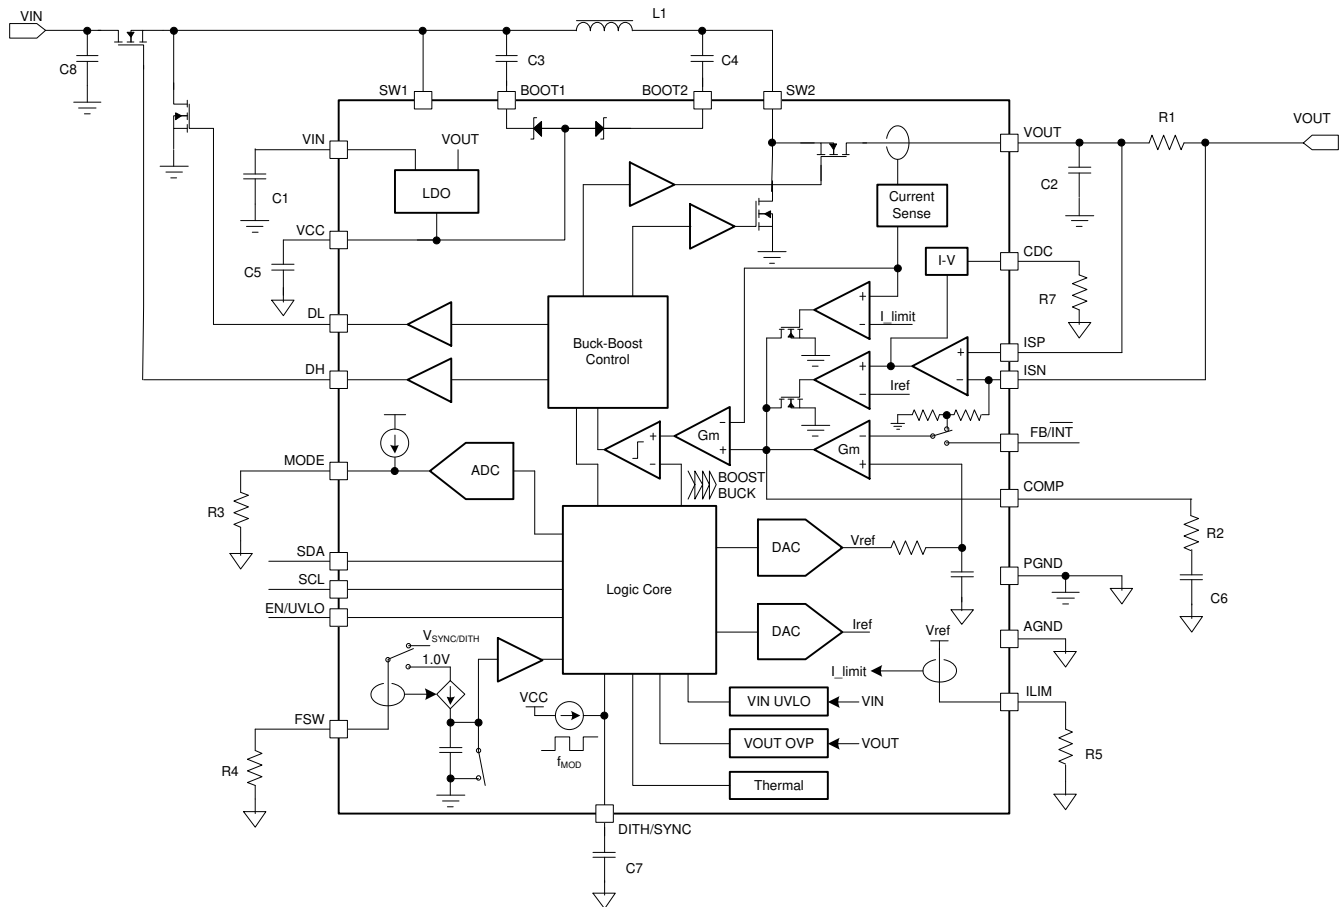 VIN
L1
C8
C3
C4
SW1
BOOT1
BOOT2
SW2
VIN
VOUT
VOUT
R1
VOUT
C1
LDO
C2
Current
Sense
VCC
C5
I-V
CDC
R7
DL
I_limit
Buck-Boost
Control
ISP
DH
Iref
ISN
Gm
Gm
FB/INT
MODE
ADC
BOOST
BUCK
COMP
R3
R2
SDA
DAC
Vref
SCL
Logic Core
PGND
C6
EN/UVLO
DAC
Iref
Vref
AGND
VSYNC/DITH
1.0V
I_limit
ILIM
VCC
VIN UVLO
VIN
FSW
VOUT OVP
VOUT
R4
fMOD
R5
Thermal
DITH/SYNC
C7